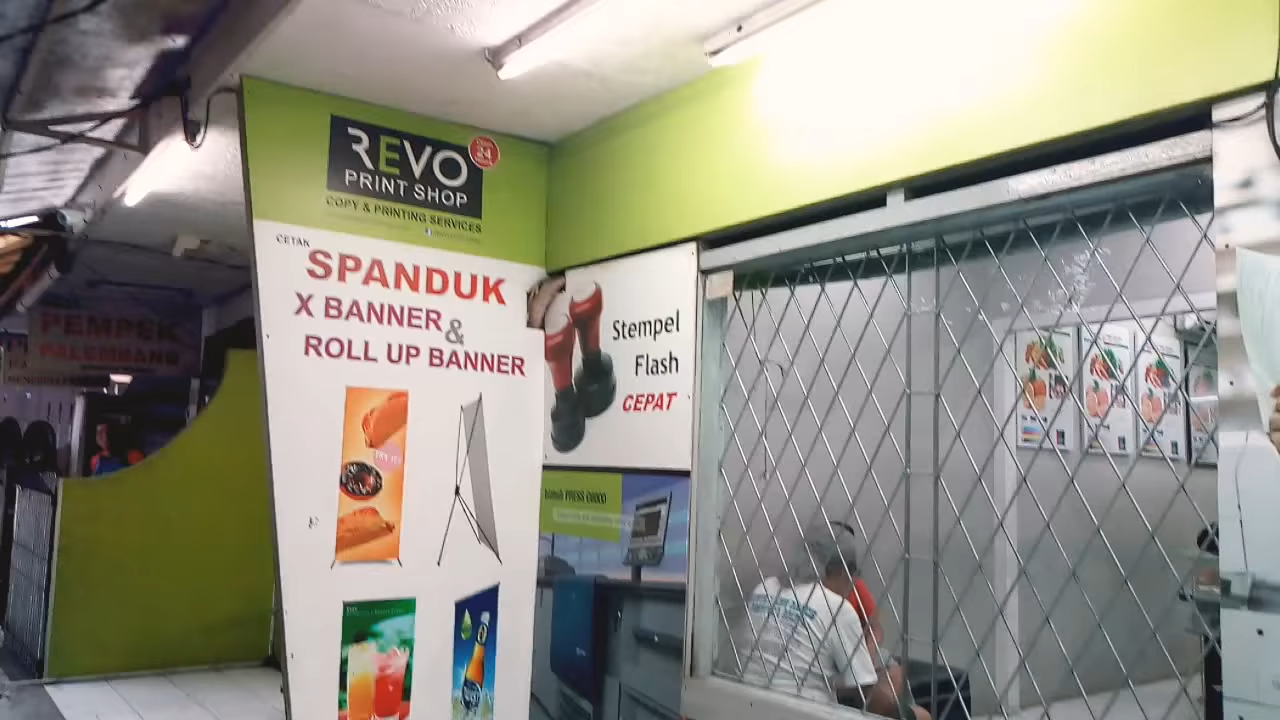 REVO
PRINT SHOP
COPY & PRINTING SERVICES
CETAK
SPANDUK
X BANNER
&
ROLL UP BANNER
Stempel
Flash
CEPAT
PEMPEK
PALEMBANG